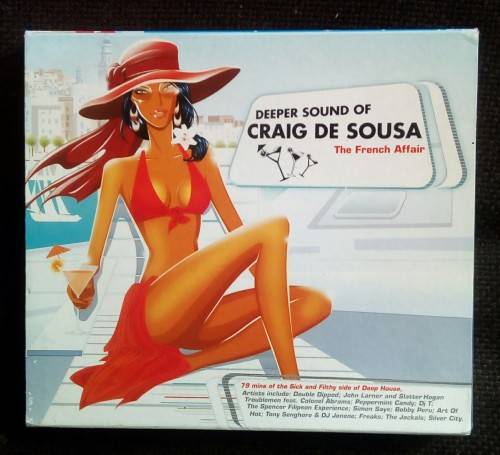 DEEPER SOUND OF
CRAIG DE SOUSA
The French Affair
79 mins of the Sick and Filthy side of Deep House.
Artists include: Double Dipped; John Larner and Slatter Hogan
Troublemen feat. Colonel Abrams; Peppermint Candy; Dj T.
The Spencer Filipean Experience; Simon Says; Bobby Peru; Art Of
Hot; Tony Senghore & DJ Jenene; Freaks; The Jackals; Silver City.